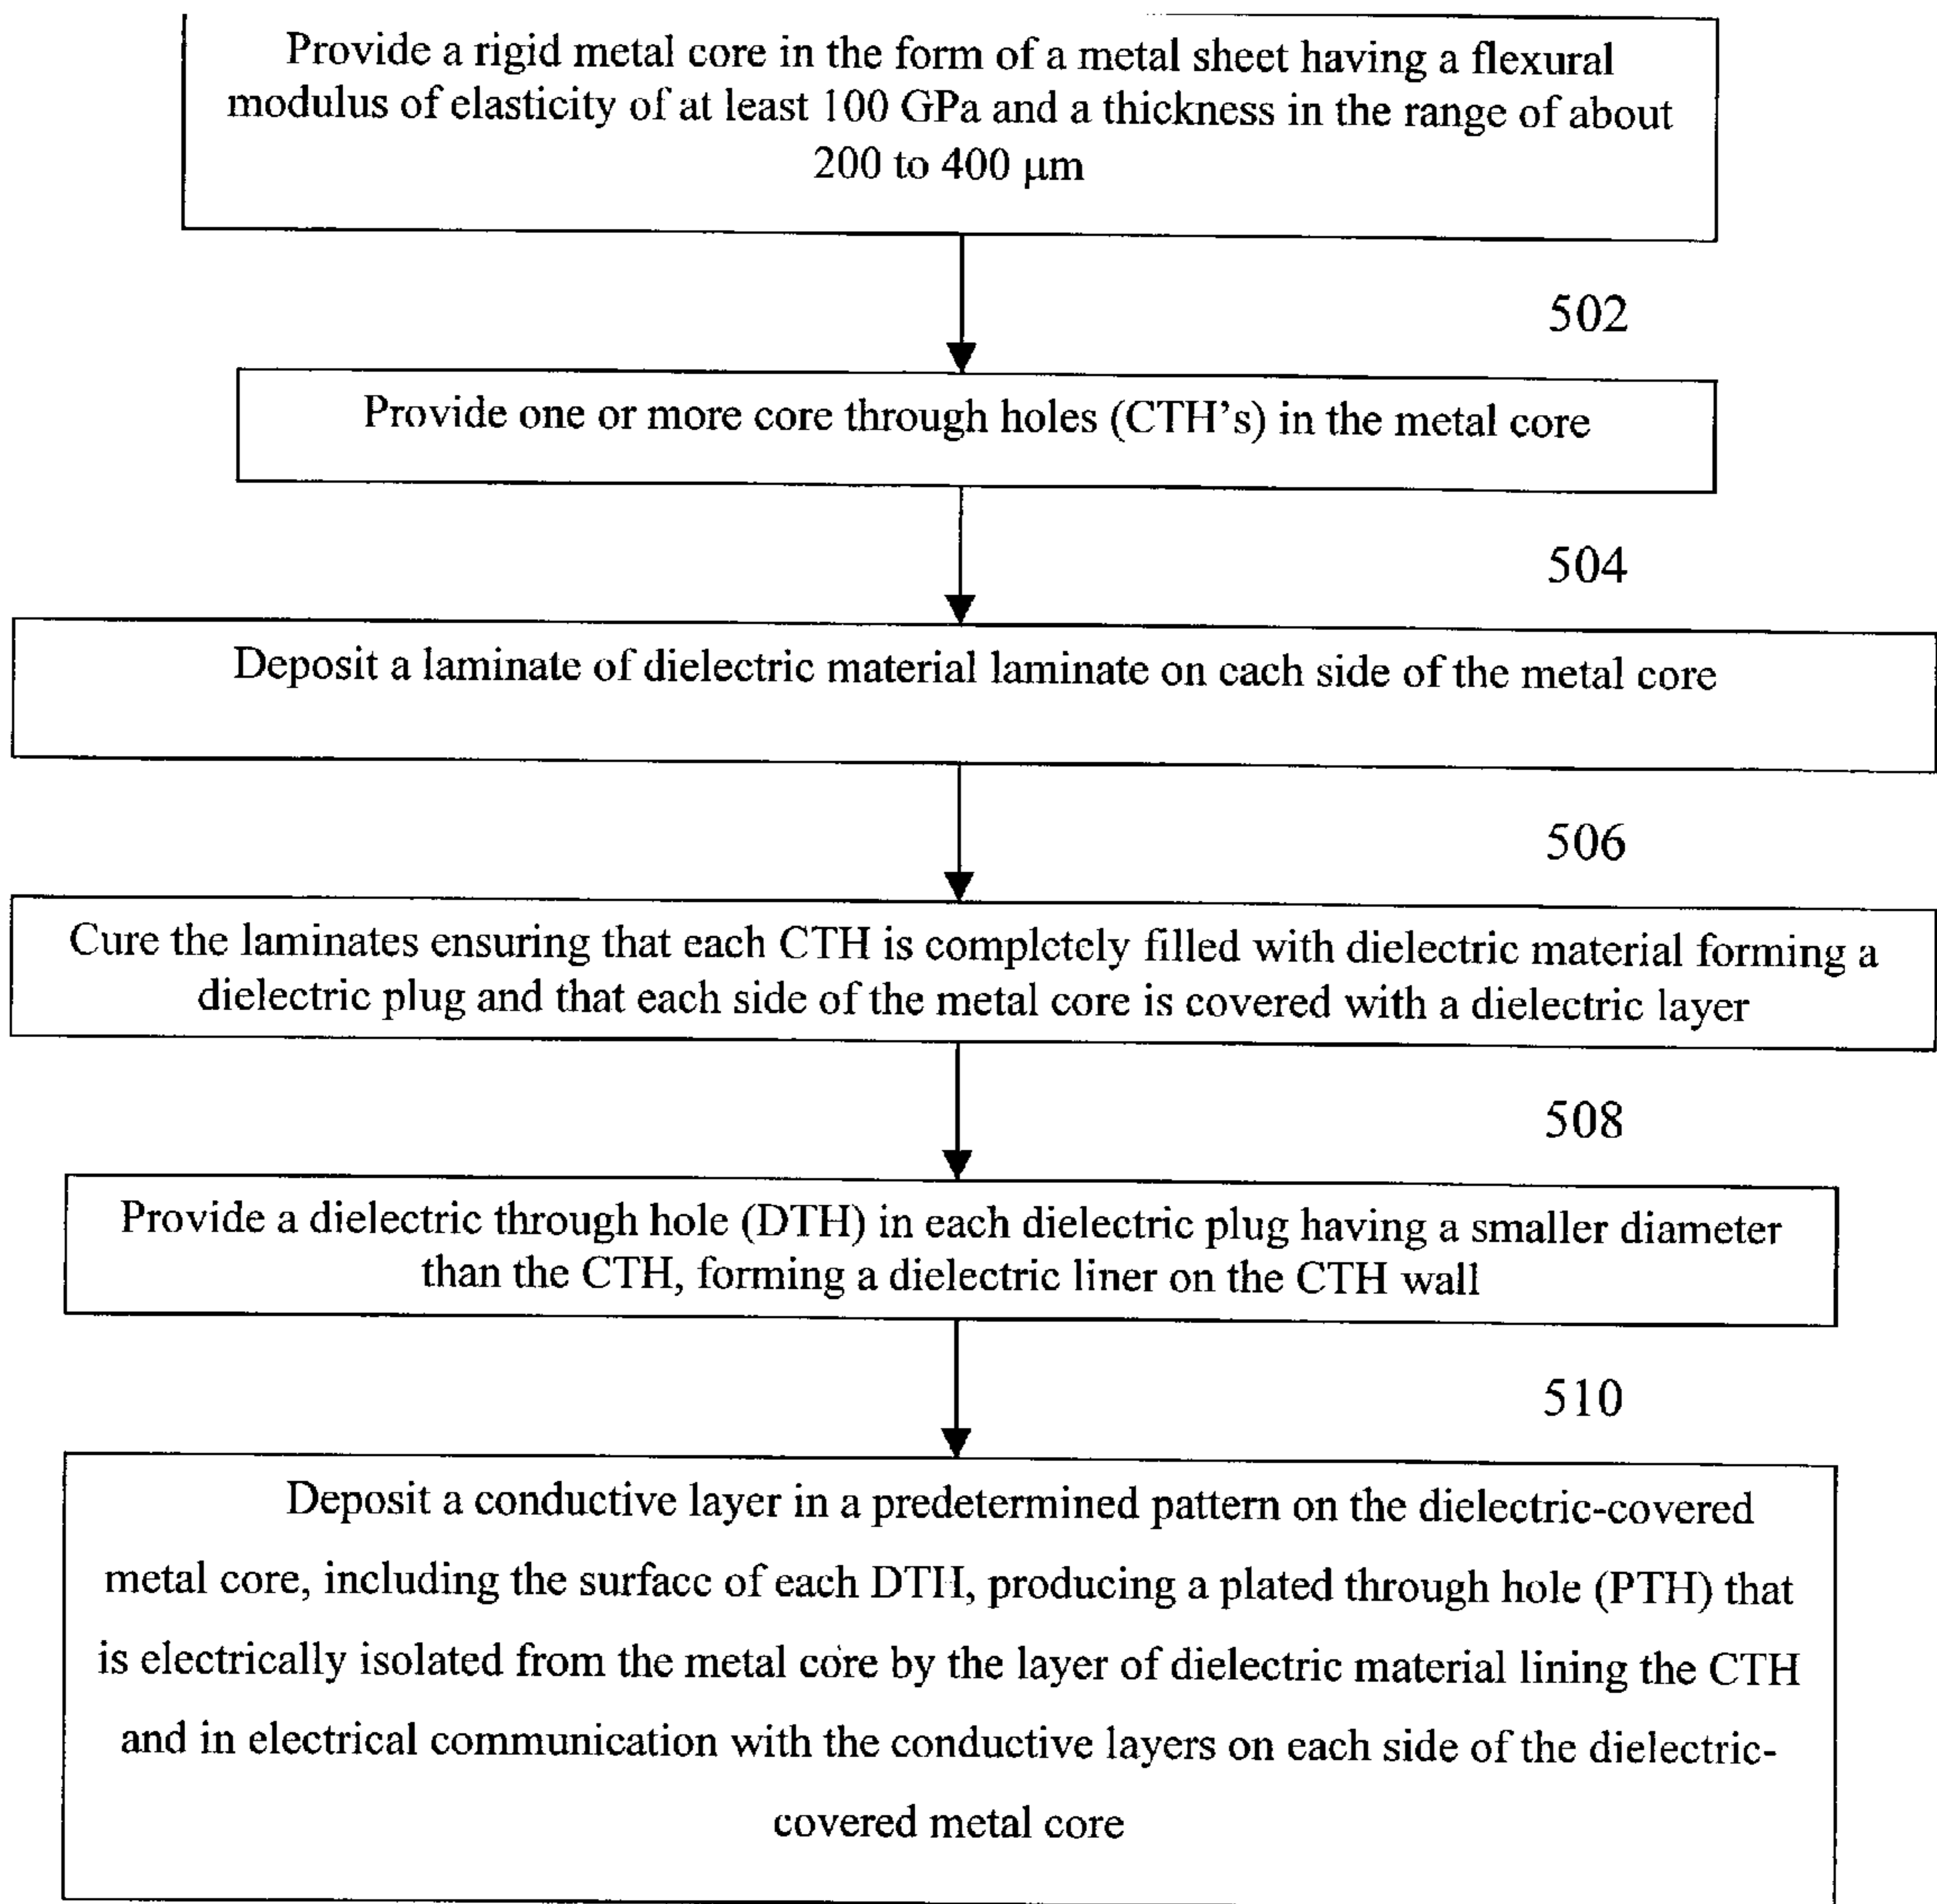 Provide a rigid metal core in the form of a metal sheet having a flexural
modulus of elasticity of at least 100 GPa and a thickness in the range of about
200 to 400 μm
502
Provide one or more core through holes (CTH's) in the metal core
504
Deposit a laminate of dielectric material laminate on each side of the metal core
506
Cure the laminates ensuring that each CTH is completely filled with dielectric material forming a
dielectric plug and that each side of the metal core is covered with a dielectric layer
508
Provide a dielectric through hole (DTH) in each dielectric plug having a smaller diameter
than the CTH, forming a dielectric liner on the CTH wall
510
Deposit a conductive layer in a predetermined pattern on the dielectric-covered
metal core, including the surface of each DTH, producing a plated through hole (PTH) that
is electrically isolated from the metal core by the layer of dielectric material lining the CTH
and in electrical communication with the conductive layers on each side of the dielectric-
covered metal core